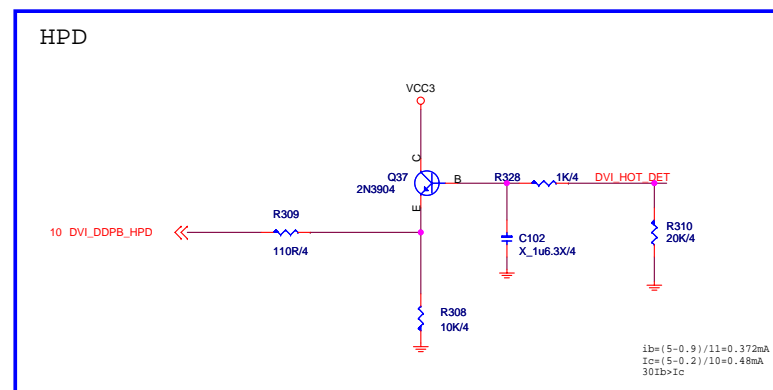 HPD
VCC3
C
Q37
2N3904
B
R328
1K/4
DVI_HOT_DET
E
R309
10 DVI_DDPB_HPD
110R/4
C102
X_1u6.3X/4
R310
20K/4
R308
10K/4
ib=(5-0.9)/11=0.372mA
Ic=(5-0.2)/10=0.48mA
30Ib>Ic